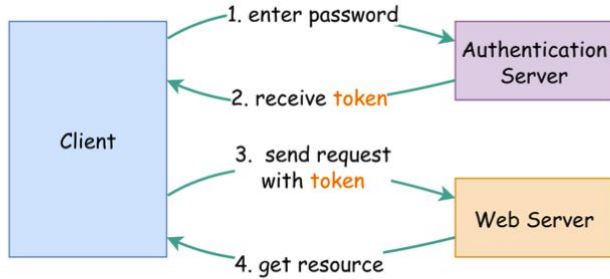 1. enter password
Authentication
Server
2. receive token
Client
3. send request
with token
Web Server
4. get resource